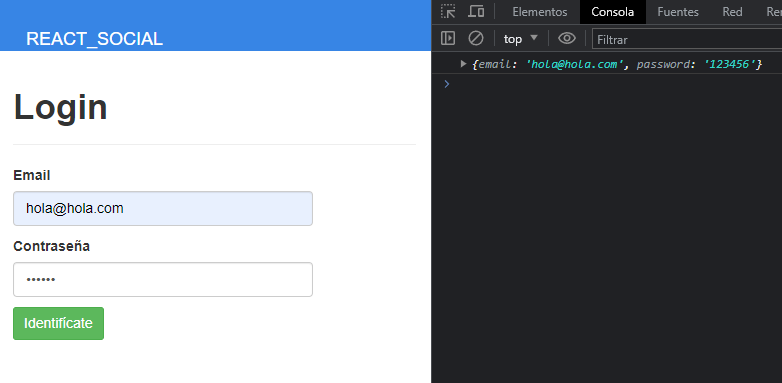 REACT_SOCIAL
Login
Email
hola@hola.com
Contraseña
••••••
Identifícate
Elementos Consola Fuentes Red Re
top Filtrar
{email: 'hola@hola.com', password: '123456'}